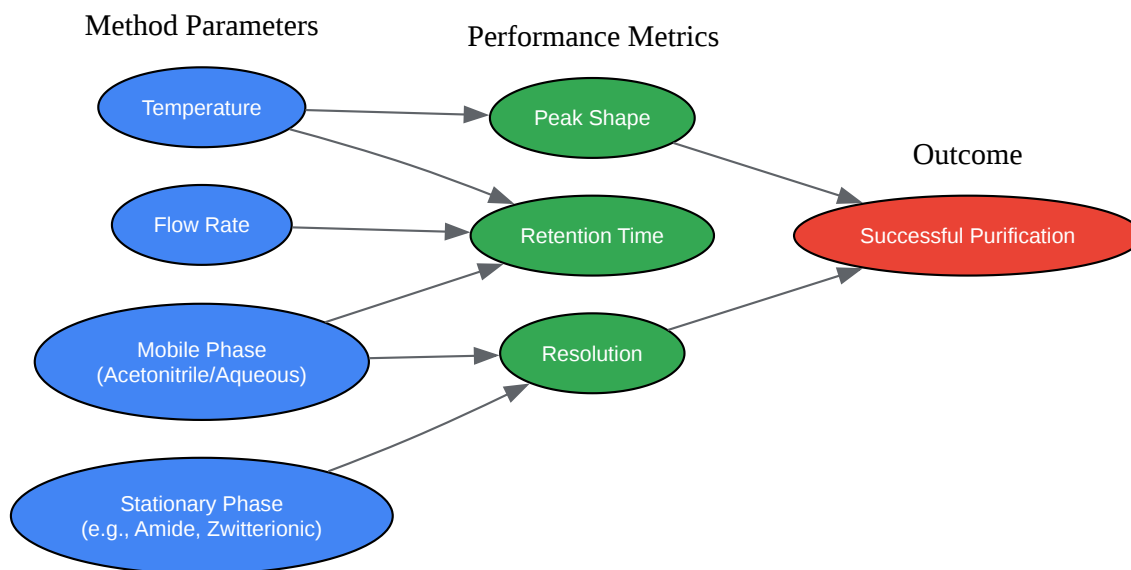 Method Parameters
Performance Metrics
Temperature
Peak Shape
Outcome
Flow Rate
Retention Time
Successful Purification
Mobile Phase
(Acetonitrile/Aqueous)
Resolution
Stationary Phase
(e.g., Amide, Zwitterionic)